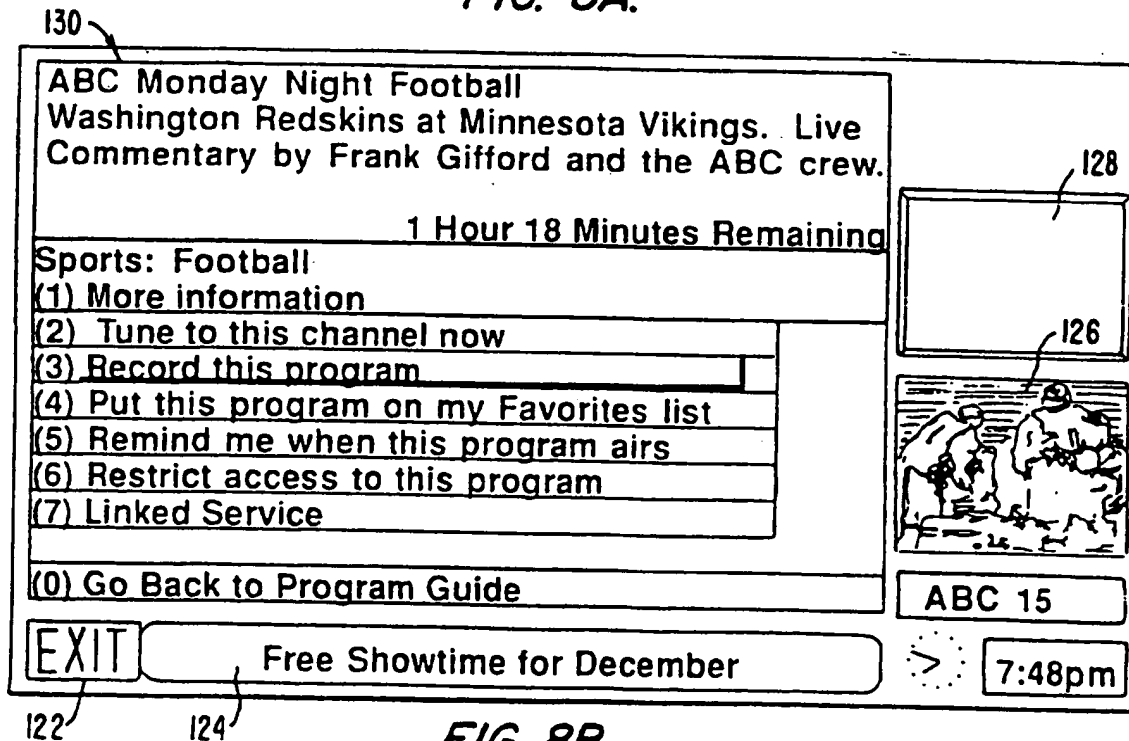 FIG. 8A.
130
ABC Monday Night Football
Washington Redskins at Minnesota Vikings. Live
Commentary by Frank Gifford and the ABC crew.
1 Hour 18 Minutes Remaining
128
Sports: Football
(1) More information
(2) Tune to this channel now
(3) Record this program
(4) Put this program on my Favorites list
(5) Remind me when this program airs
(6) Restrict access to this program
(7) Linked Service
126
(0) Go Back to Program Guide
ABC 15
EXIT
Free Showtime for December
7:48pm
122
124
FIG. 8B